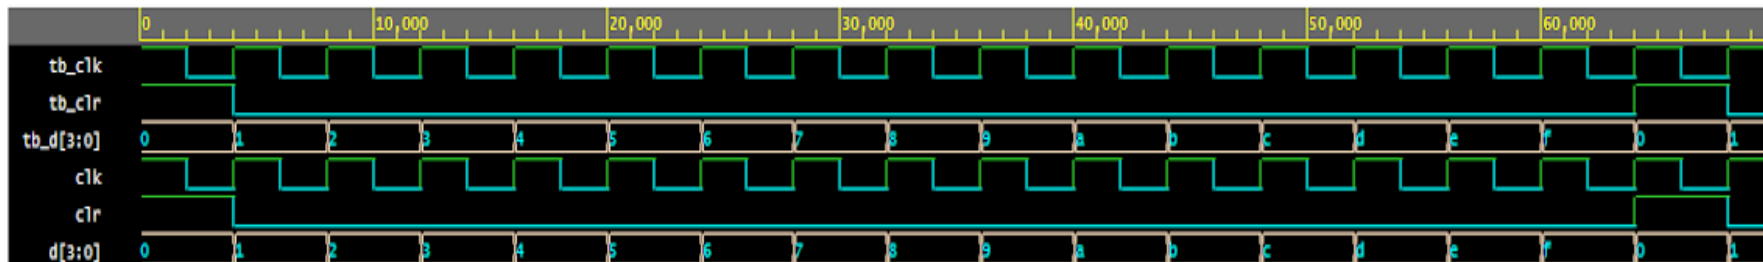 0 10,000 20,000 30,000 40,000 50,000 60,000
tb_clk
tb_clr
tb_d[3:0] 0 1 2 3 4 5 6 7 8 9 a b c d e f 0 1
clk
clr
d[3:0] 0 1 2 3 4 5 6 7 8 9 a b c d e f 0 1